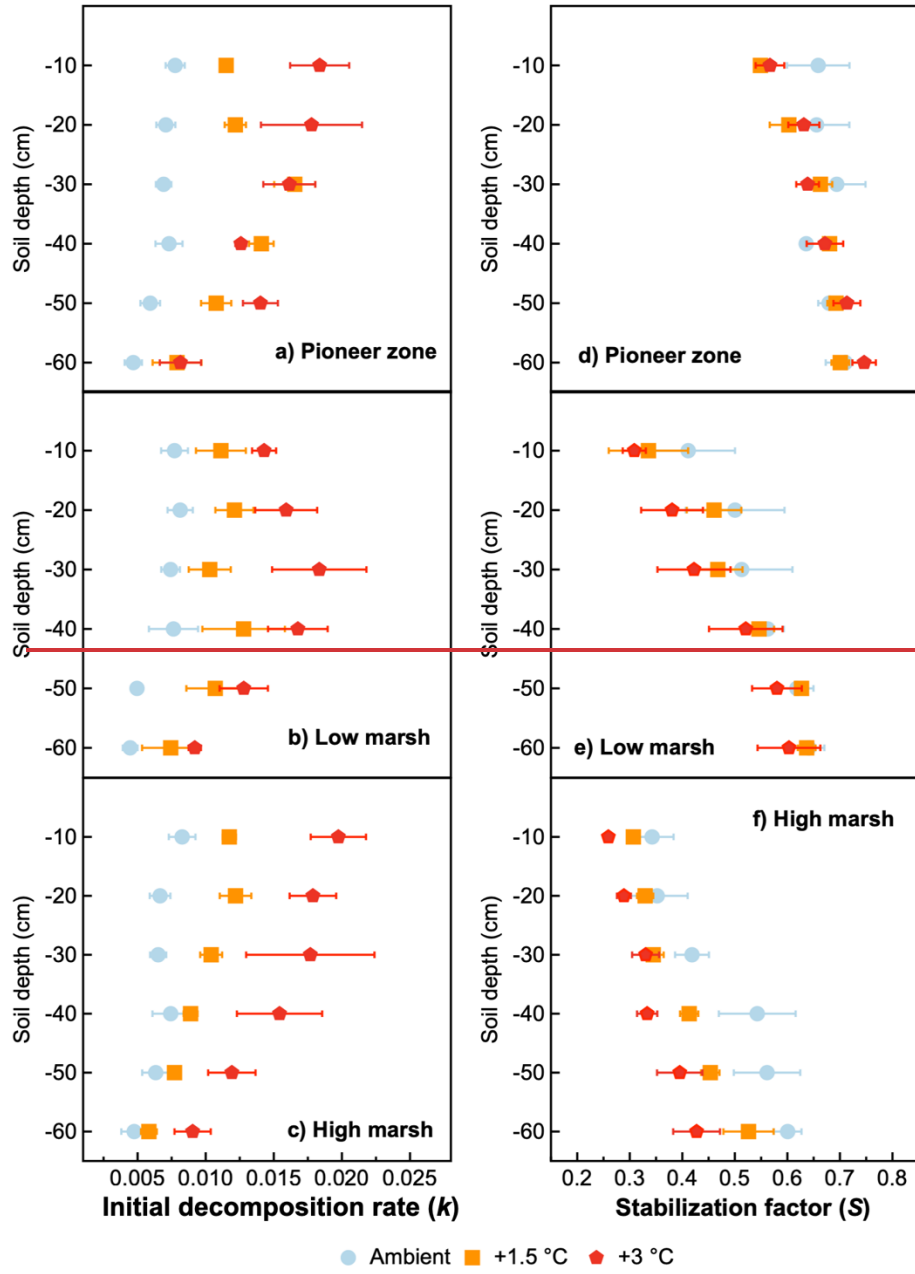 Soil depth (cm)
-10
-20
-30
-40
-50
-60
a) Pioneer zone
Soil depth (cm)
-10
-20
-30
-40
-50
-60
d) Pioneer zone
Soil depth (cm)
-10
-20
-30
-40
-50
-60
b) Low marsh
Soil depth (cm)
-10
-20
-30
-40
-50
-60
e) Low marsh
Soil depth (cm)
-10
-20
-30
-40
-50
-60
c) High marsh
Soil depth (cm)
-10
-20
-30
-40
-50
-60
f) High marsh
0.005 0.010 0.015 0.020 0.025
Initial decomposition rate (k)
0.2 0.3 0.4 0.5 0.6 0.7 0.8
Stabilization factor (S)
Ambient +1.5 °C +3 °C